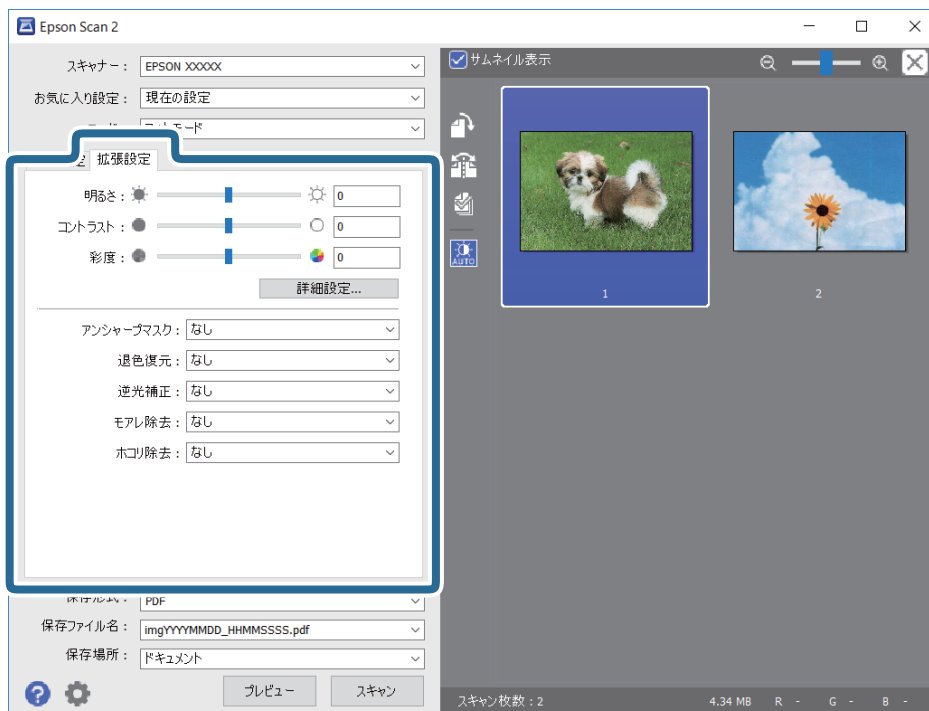 Epson Scan 2
スキャナー： EPSON XXXXX
お気に入り設定： 現在の設定
拡張設定
明るさ： 0
コントラスト： 0
彩度： 0
詳細設定...
アンシャープマスク： なし
退色復元： なし
逆光補正： なし
モアレ除去： なし
ホコリ除去： なし
保存形式： PDF
保存ファイル名： imgYYYYMMDD_HHMMSSSS.pdf
保存場所： ドキュメント
プレビュー スキャン
サムネイル表示
AUTO
1 2
スキャン枚数：2 4.34 MB R - G - B -